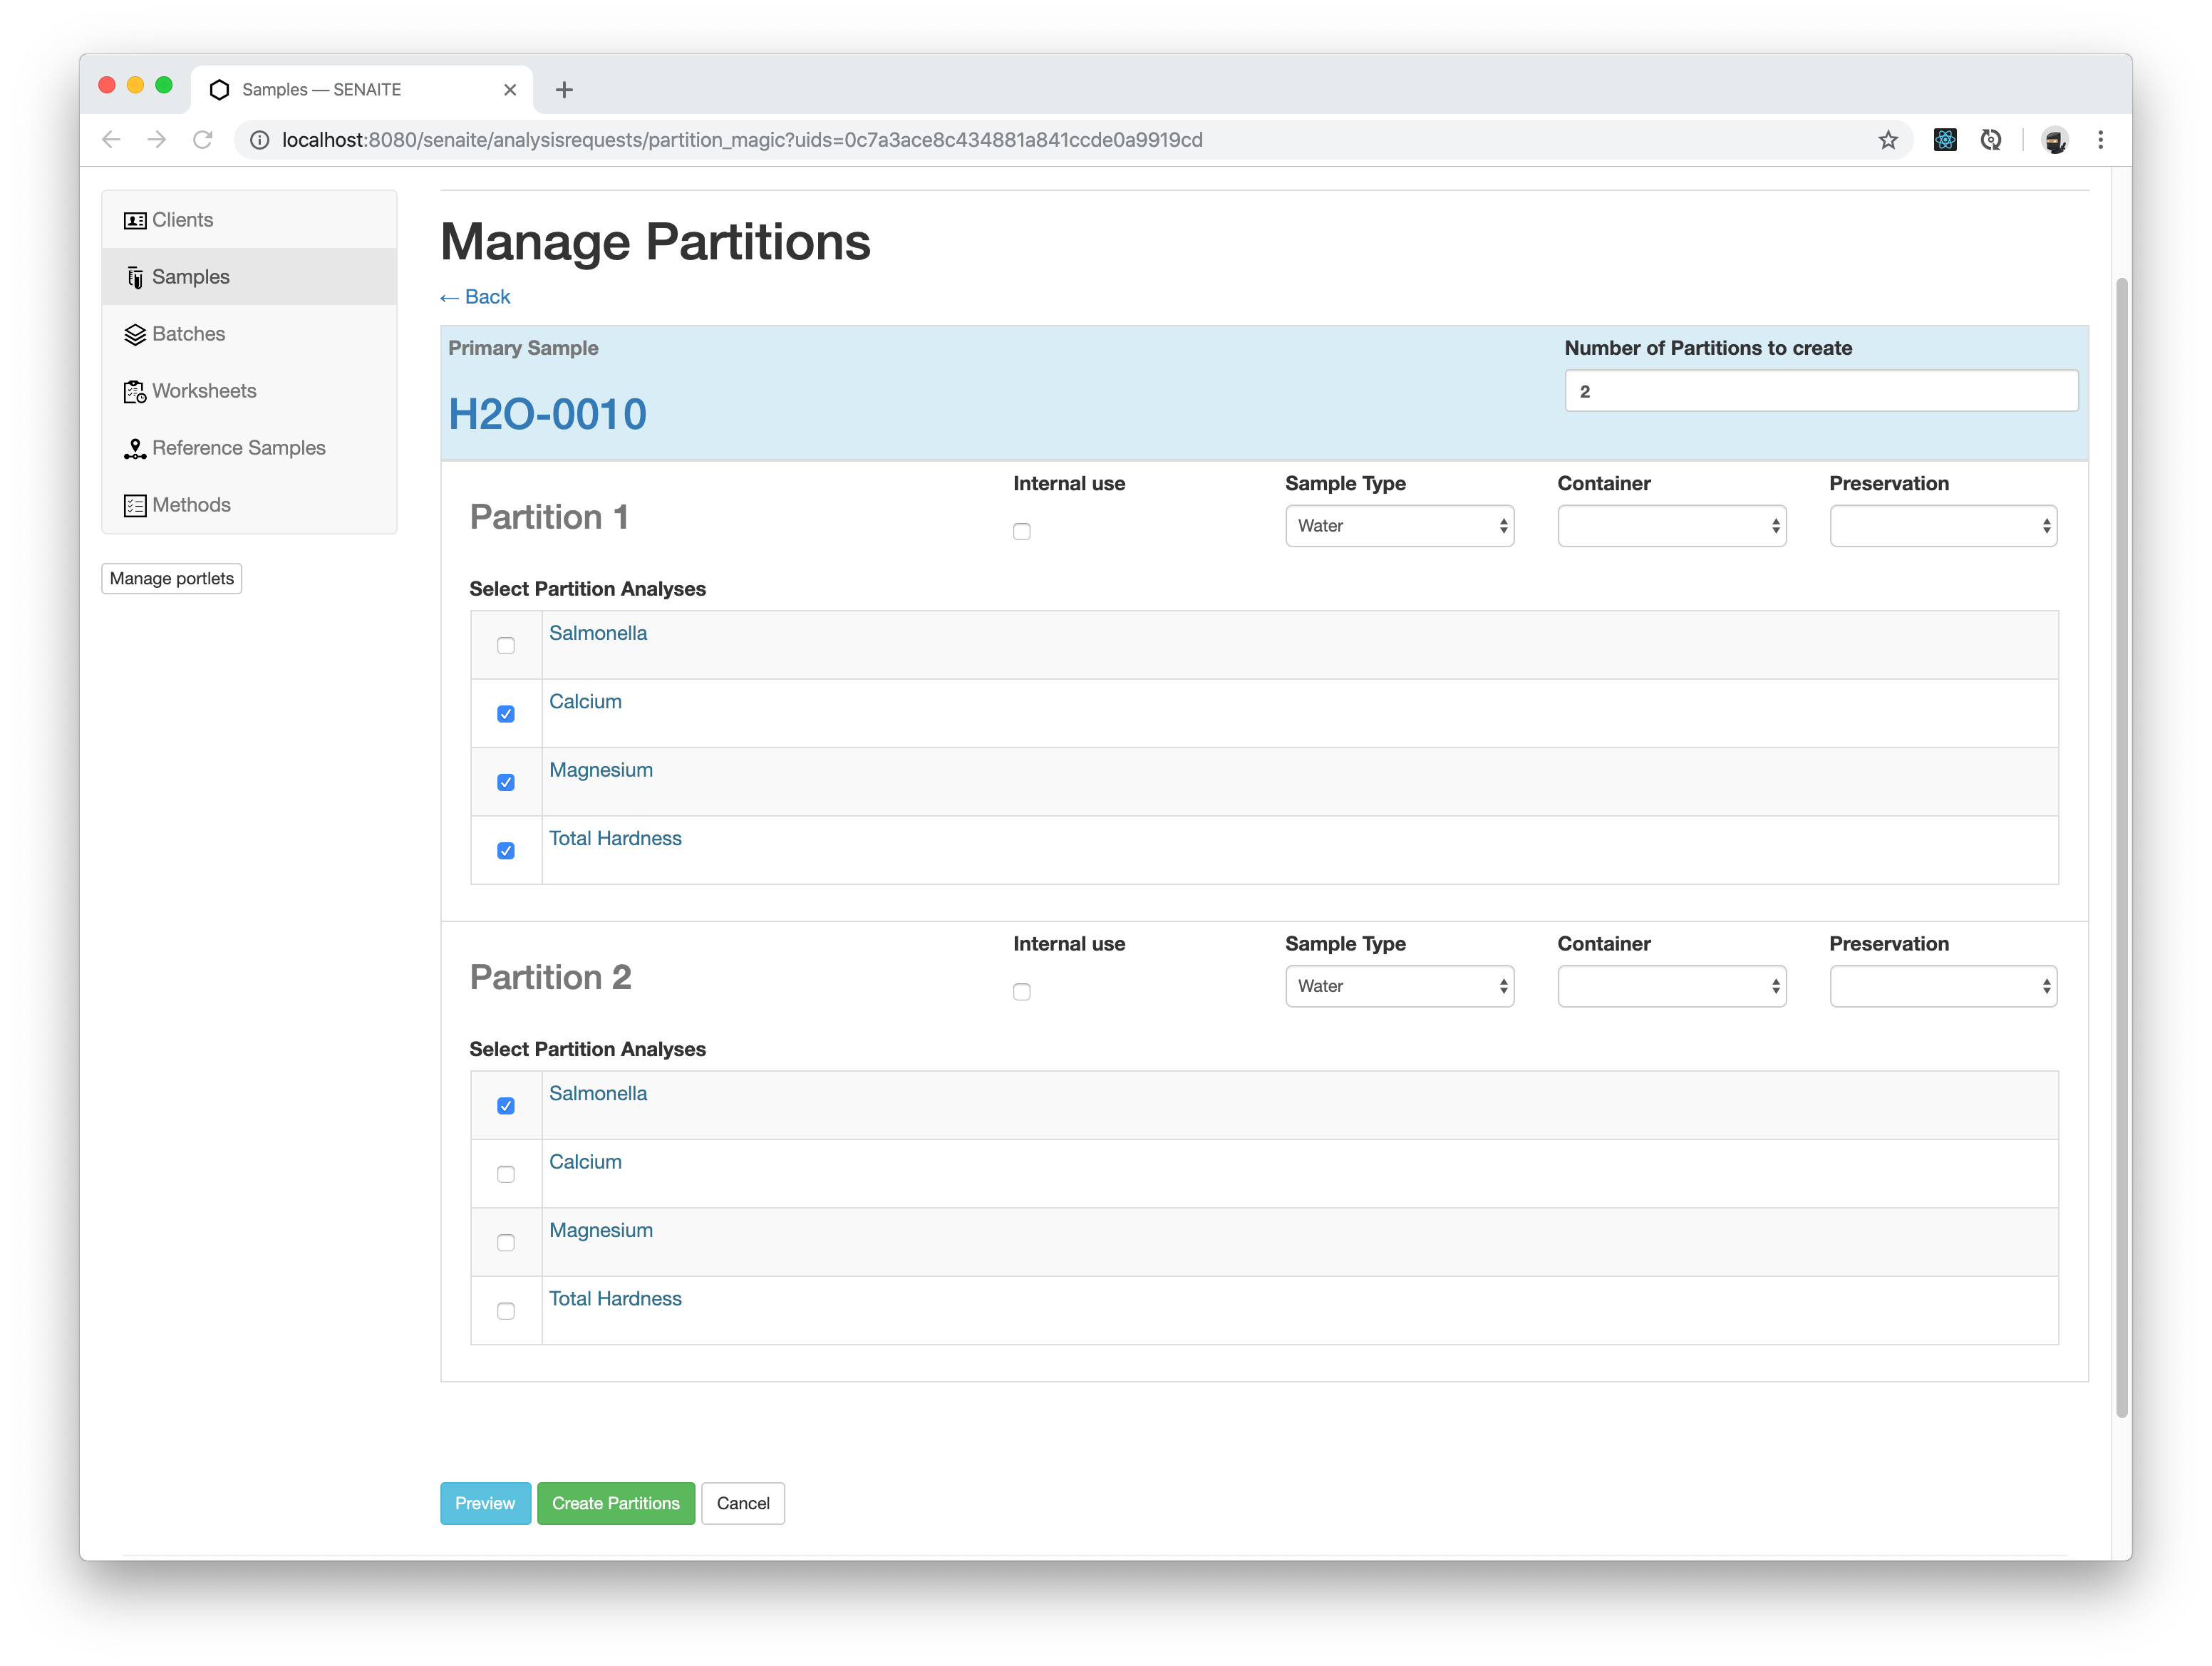 Samples — SENAITE
localhost:8080/senaite/analysisrequests/partition_magic?uids=0c7a3ace8c434881a841ccde0a9919cd
Clients
Samples
Batches
Worksheets
Reference Samples
Methods
Manage portlets
Manage Partitions
← Back
Primary Sample
Number of Partitions to create
H2O-0010
2
Partition 1
Internal use
Sample Type
Container
Preservation
Water
Select Partition Analyses
Salmonella
Calcium
Magnesium
Total Hardness
Partition 2
Internal use
Sample Type
Container
Preservation
Water
Select Partition Analyses
Salmonella
Calcium
Magnesium
Total Hardness
Preview
Create Partitions
Cancel